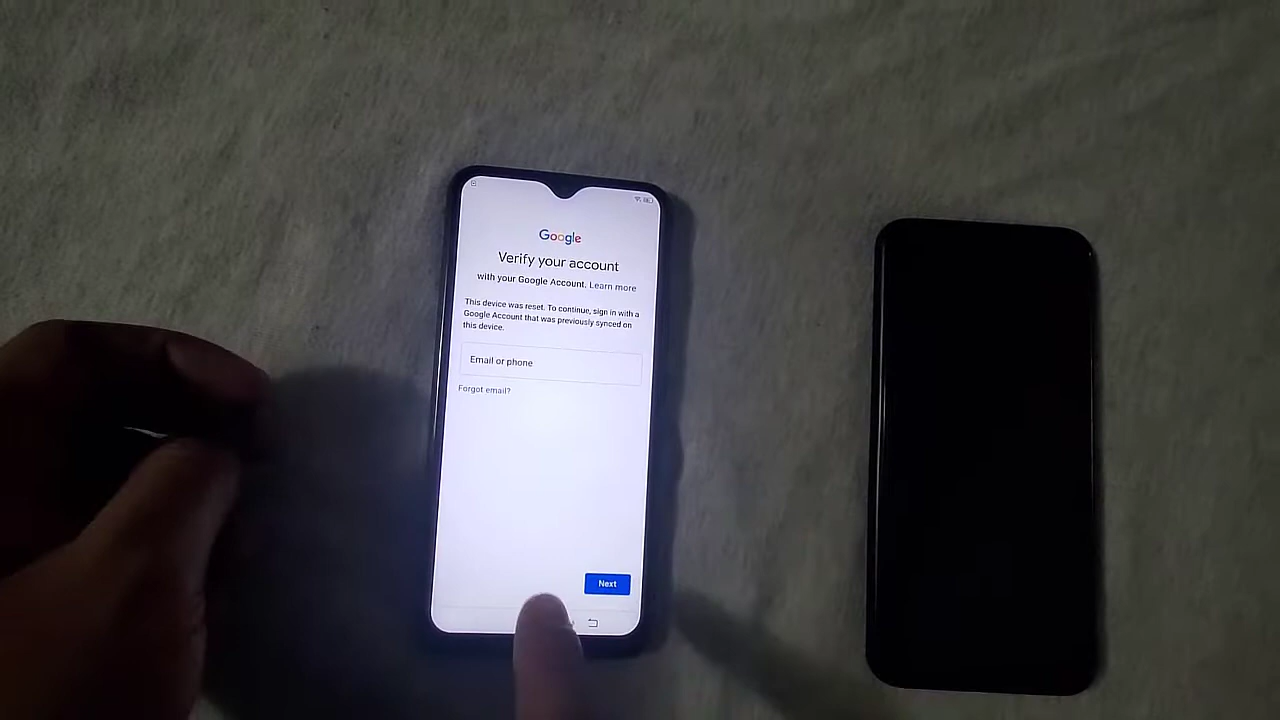 Google
Verify your account
with your Google Account. Learn more
This device was reset. To continue, sign in with a
Google Account that was previously synced on
this device.
Email or phone
Forgot email?
Next